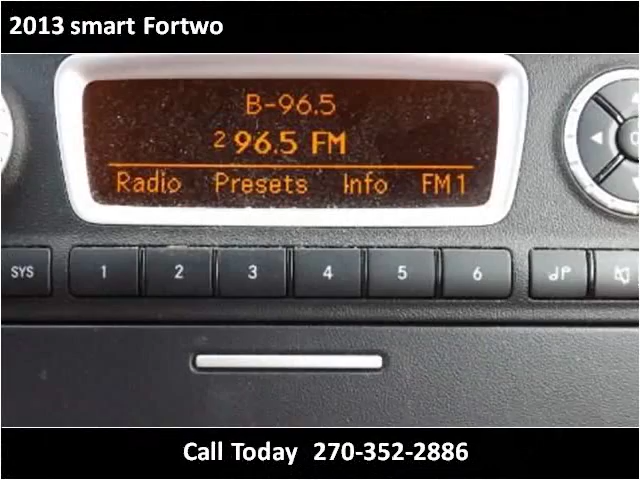 2013 smart Fortwo
B-96.5
2 96.5 FM
Radio Presets Info FM1
SYS 1 2 3 4 5 6
Call Today 270-352-2886